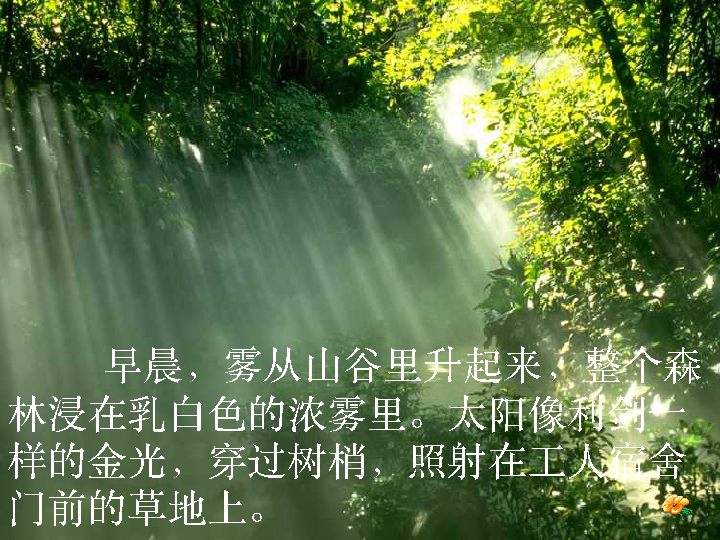 早晨，雾从山谷里升起来，整个森
林浸在乳白色的浓雾里。太阳像利剑一
样的金光，穿过树梢，照射在工人宿舍
门前的草地上。